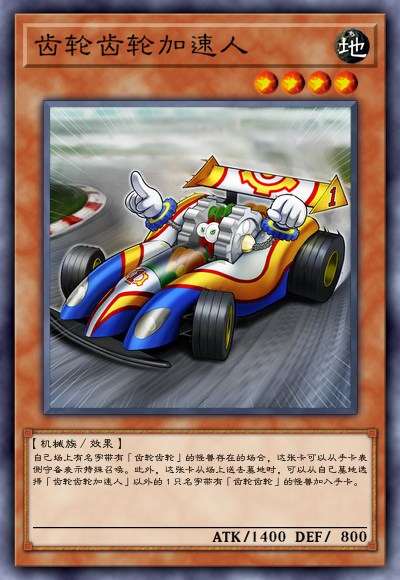 齿轮齿轮加速人
地
1
【机械族／效果】
自己场上有名字带有「齿轮齿轮」的怪兽存在的场合，这张卡可以从手卡表
侧守备表示特殊召唤。此外，这张卡从场上送去墓地时，可以从自己墓地选
择「齿轮齿轮加速人」以外的1只名字带有「齿轮齿轮」的怪兽加入手卡。
ATK/1400 DEF/ 800